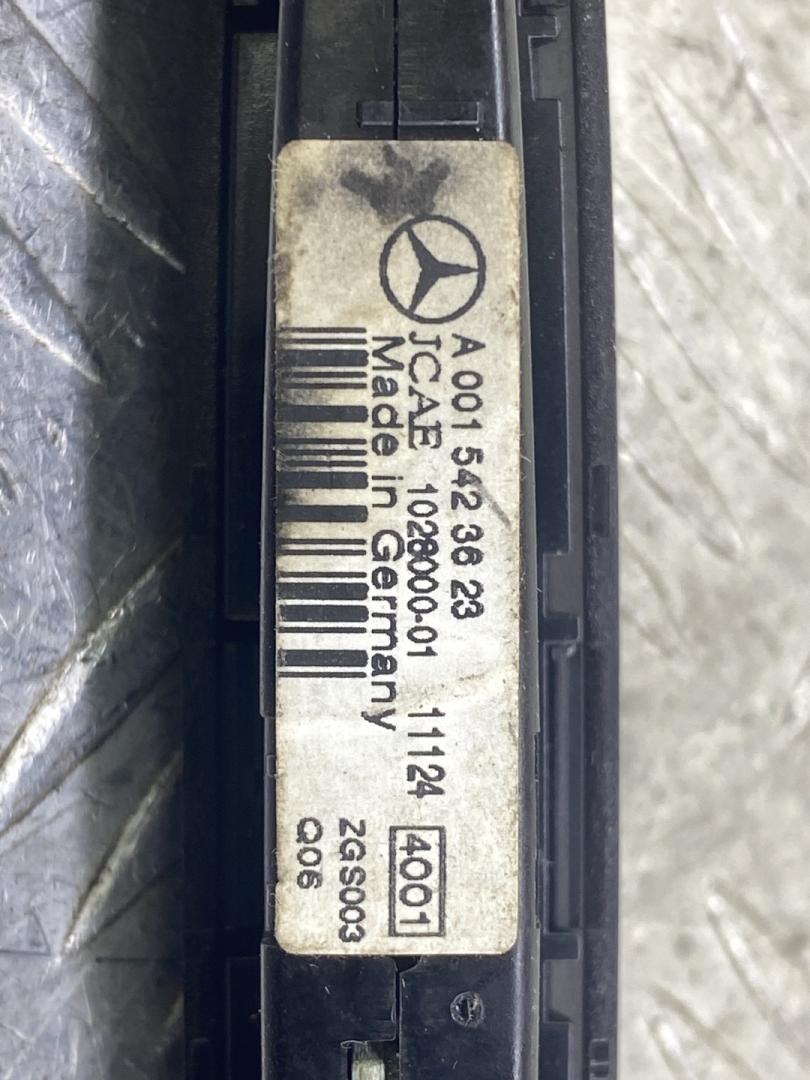 A 001 542 36 23
JCAE 1028000-01 11124 4001
Made in Germany
ZGS003
Q06